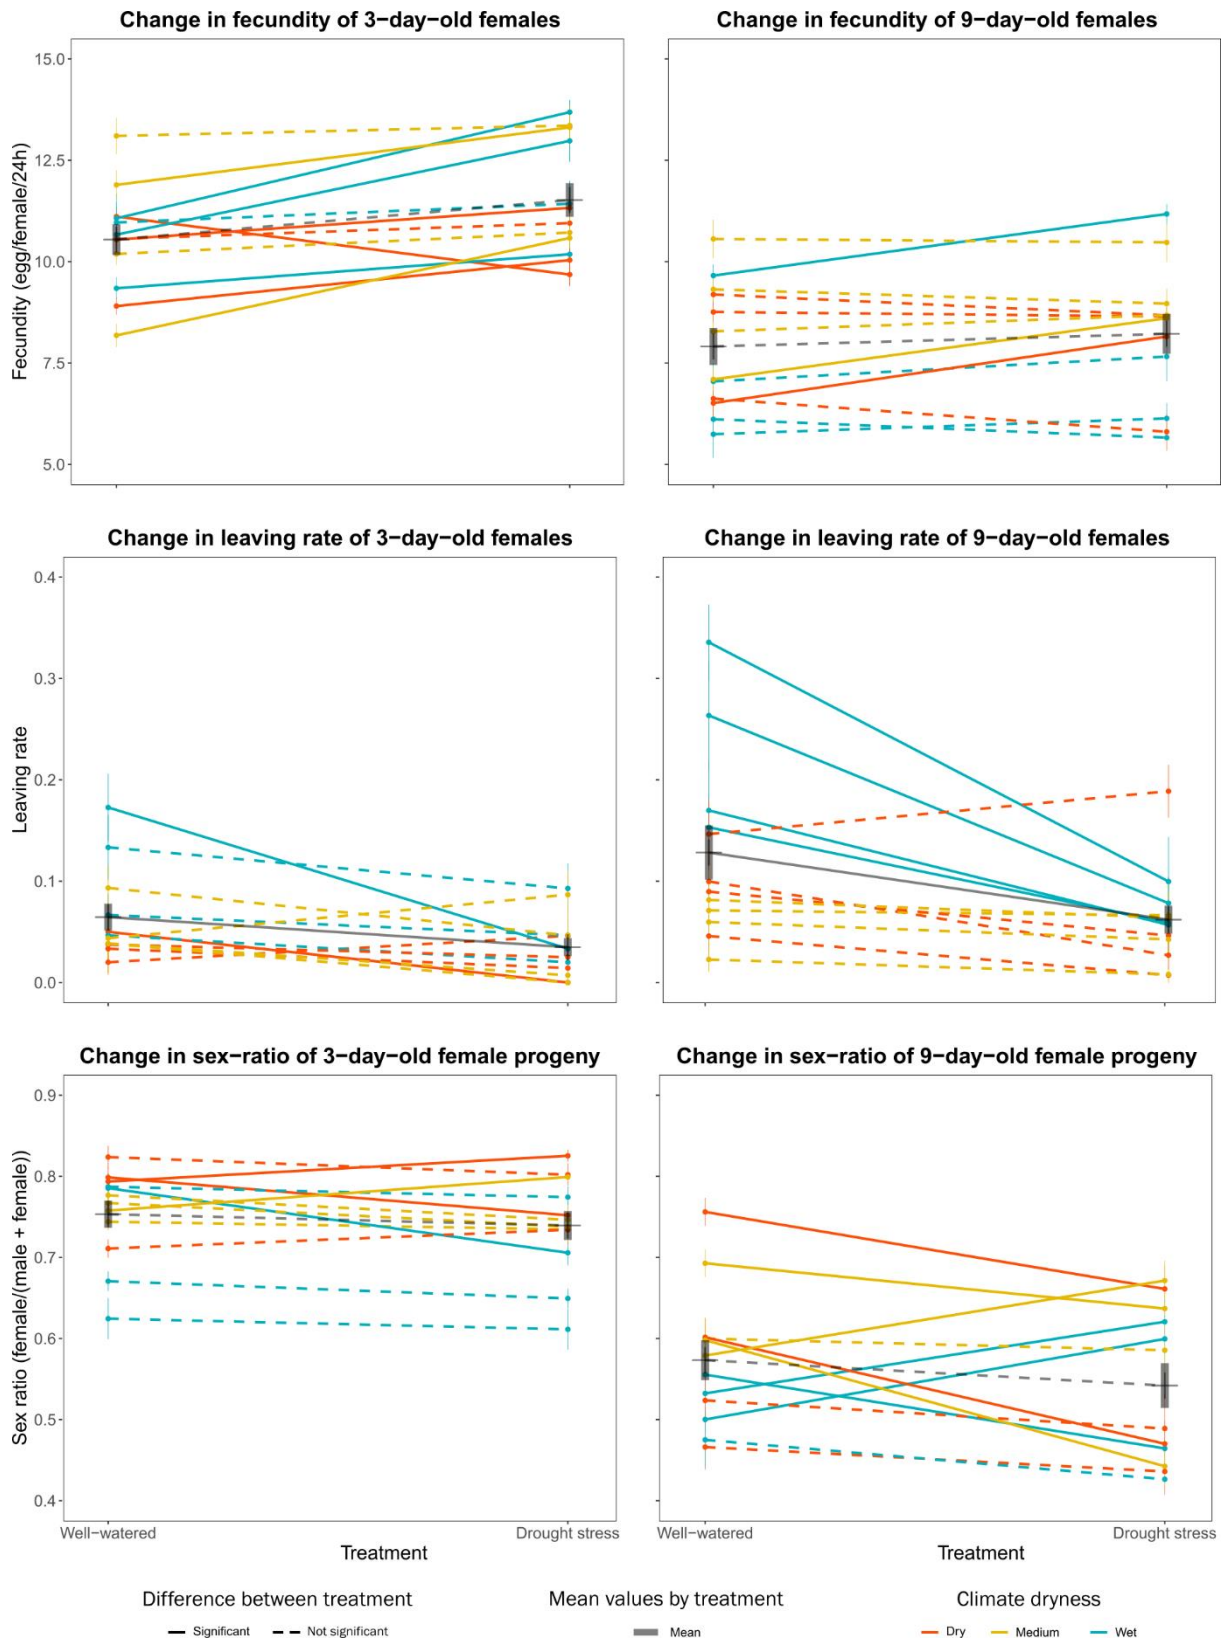 Change in fecundity of 3−day−old females
Change in fecundity of 9−day−old females
15.0
12.5
10.0
7.5
5.0
Fecundity (egg/female/24h)
Change in leaving rate of 3−day−old females
Change in leaving rate of 9−day−old females
0.4
0.3
0.2
0.1
0.0
Leaving rate
Change in sex−ratio of 3−day−old female progeny
Change in sex−ratio of 9−day−old female progeny
0.9
0.8
0.7
0.6
0.5
0.4
Sex ratio (female/(male + female))
Well−watered
Drought stress
Well−watered
Drought stress
Treatment
Treatment
Difference between treatment
Mean values by treatment
Climate dryness
Significant
Not significant
Mean
Dry
Medium
Wet